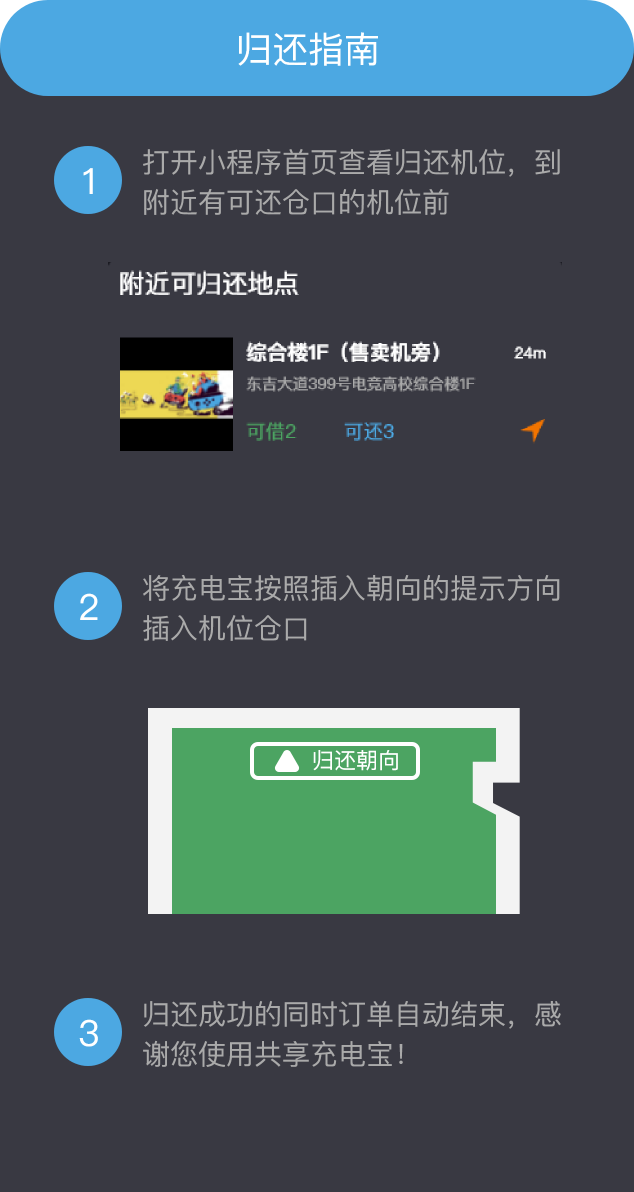 归还指南
1
打开小程序首页查看归还机位，到
附近有可还仓口的机位前
附近可归还地点
综合楼1F（售卖机旁）
24m
东吉大道399号电竞高校综合楼1F
可借2
可还3
2
将充电宝按照插入朝向的提示方向
插入机位仓口
归还朝向
3
归还成功的同时订单自动结束，感
谢您使用共享充电宝！